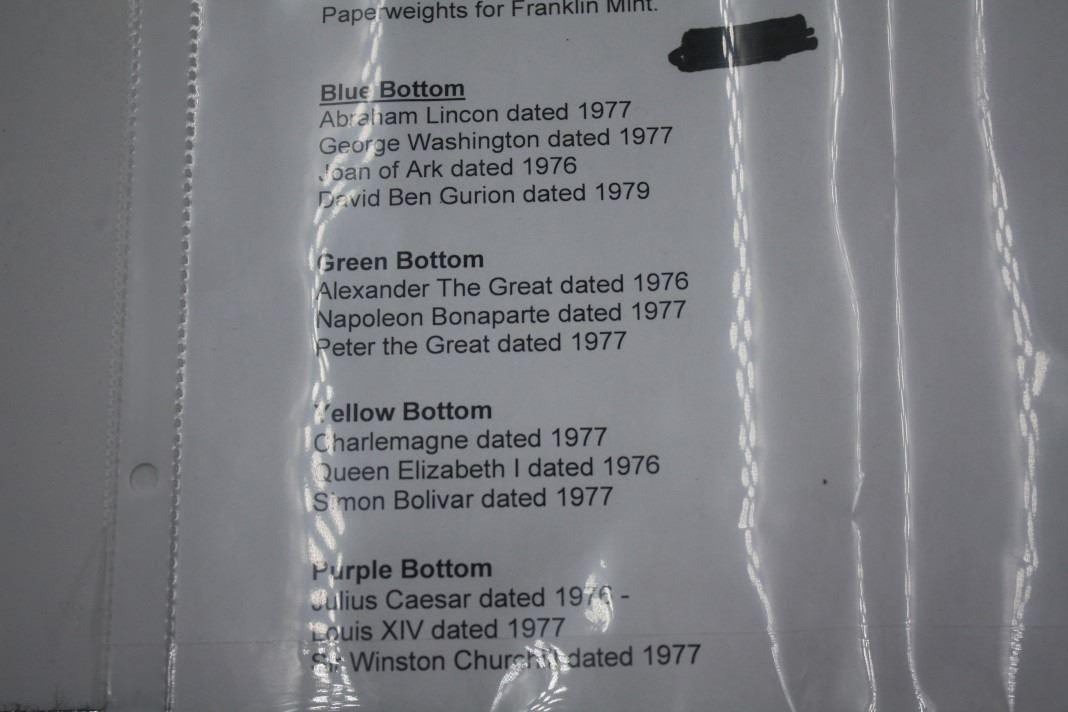 Paperweights for Franklin Mint.
Blue Bottom
Abraham Lincon dated 1977
George Washington dated 1977
Joan of Ark dated 1976
David Ben Gurion dated 1979
Green Bottom
Alexander The Great dated 1976
Napoleon Bonaparte dated 1977
Peter the Great dated 1977
Yellow Bottom
Charlemagne dated 1977
Queen Elizabeth I dated 1976
Simon Bolivar dated 1977
Purple Bottom
Julius Caesar dated 1976 -
Louis XIV dated 1977
Sir Winston Churchill dated 1977